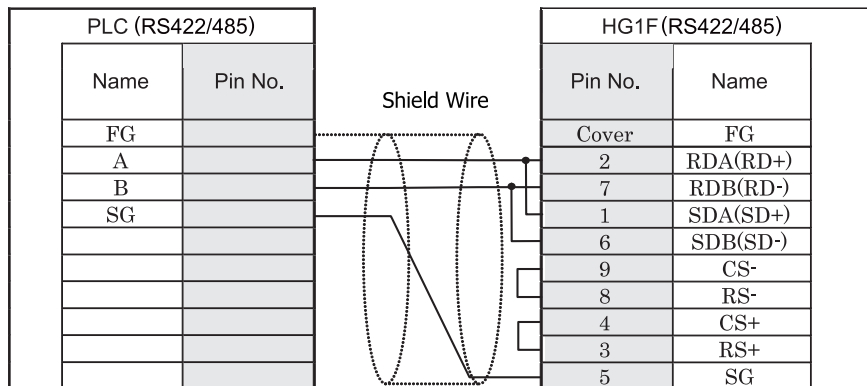 PLC (RS422/485)
HG1F(RS422/485)
Name Pin No.
Shield Wire
Pin No. Name
FG
Cover FG
A
2 RDA(RD+)
B
7 RDB(RD-)
SG
1 SDA(SD+)
6 SDB(SD-)
9 CS-
8 RS-
4 CS+
3 RS+
5 SG